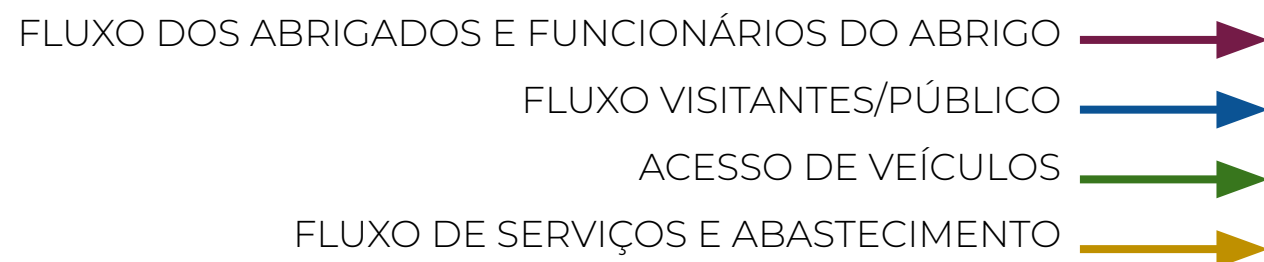 FLUXO DOS ABRIGADOS E FUNCIONÁRIOS DO ABRIGO
FLUXO VISITANTES/PÚBLICO
ACESSO DE VEÍCULOS
FLUXO DE SERVIÇOS E ABASTECIMENTO